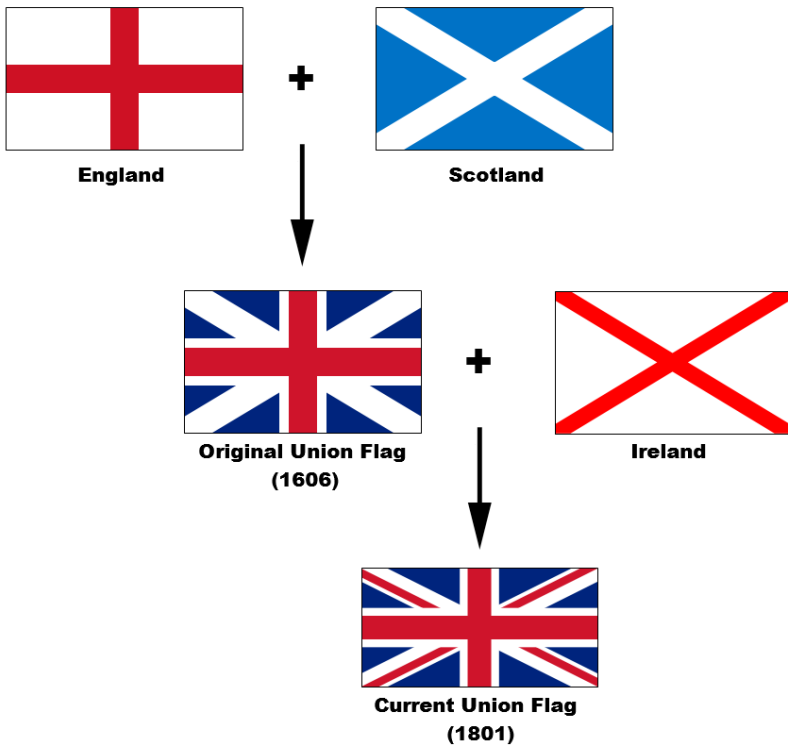 England
Scotland
Original Union Flag
(1606)
Ireland
Current Union Flag
(1801)